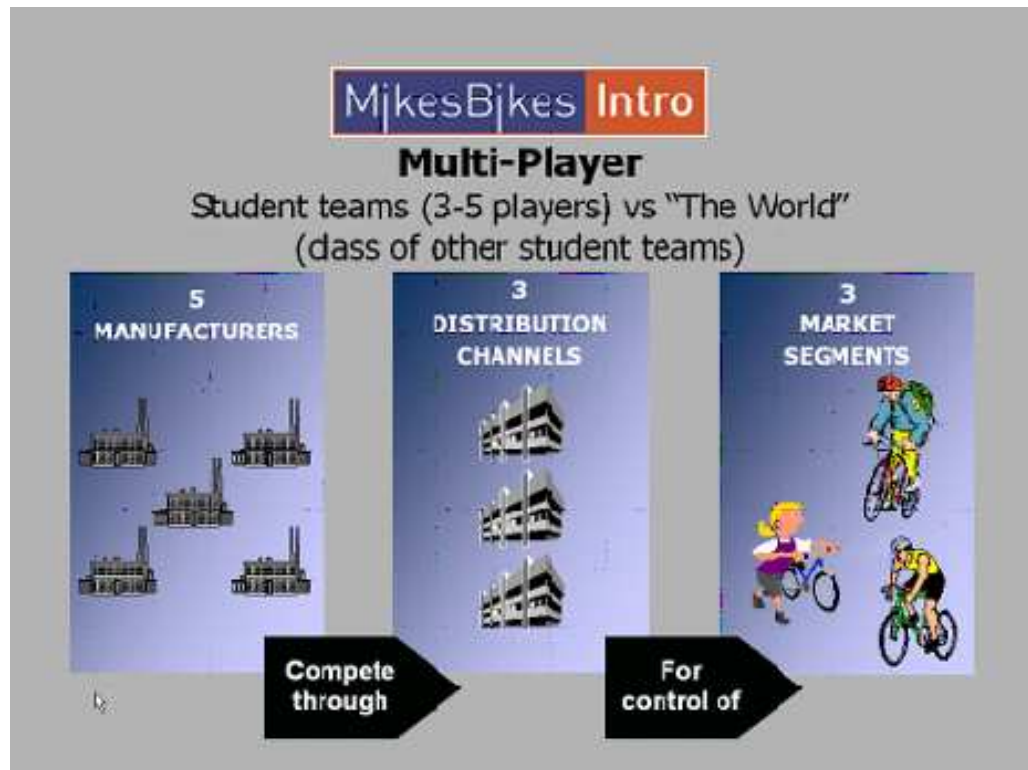 MikesBikes Intro
Multi-Player
Student teams (3-5 players) vs "The World"
(class of other student teams)
5
MANUFACTURERS
3
DISTRIBUTION
CHANNELS
3
MARKET
SEGMENTS
Compete
through
For
control of